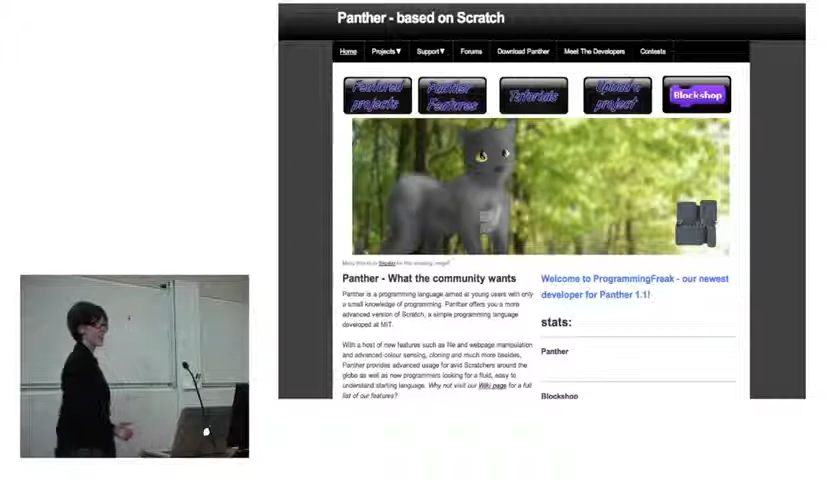 Panther - based on Scratch
Home Projects▼ Support▼ Forums Download Panther Meet The Developers Contests
Featured projects
Panther Features
Tutorials
Upload a project
Blockshop
Panther - What the community wants
Panther is a programming language aimed at young users with only
a small knowledge of programming. Panther offers you a more
advanced version of Scratch, a simple programming language
developed at MIT.
With a host of new features such as file and webpage manipulation
and advanced colour sensing, cloning and much more besides,
Panther provides advanced usage for avid Scratchers around the
globe as well as new programmers looking for a fluid, easy to
understand starting language. Why not visit our Wiki page for a full
list of our features?
Welcome to ProgrammingFreak - our newest
developer for Panther 1.1!
stats:
Panther
Blockshop